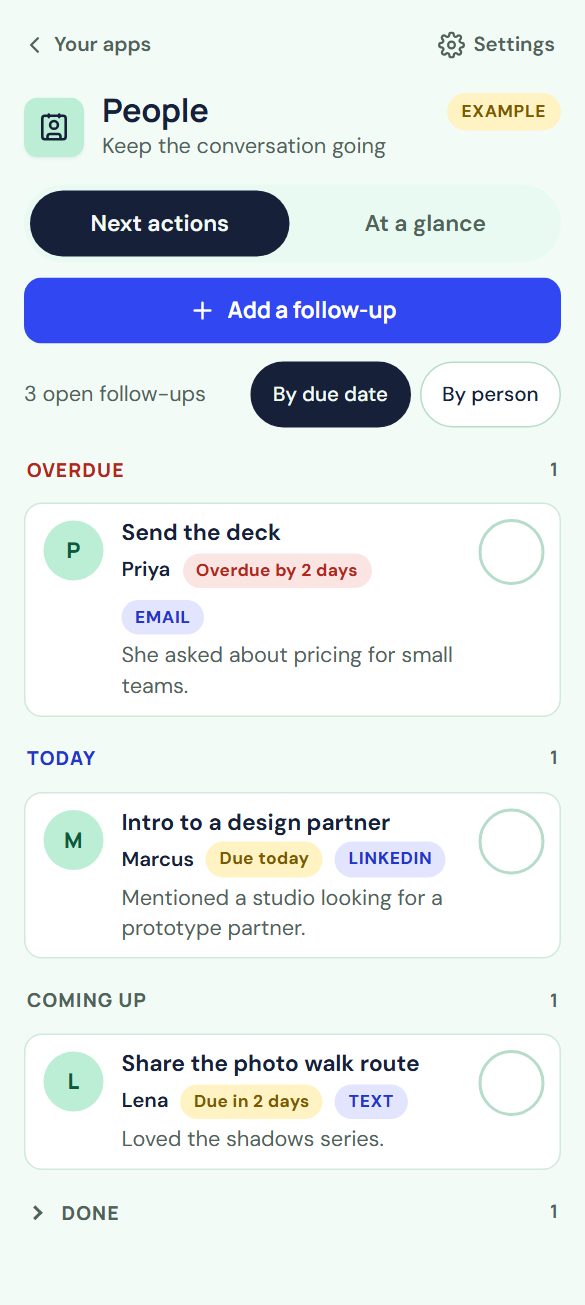 Your apps
Settings
People
EXAMPLE
Keep the conversation going
Next actions
At a glance
+ Add a follow-up
3 open follow-ups
By due date
By person
OVERDUE 1
P
Send the deck
Priya Overdue by 2 days
EMAIL
She asked about pricing for small
teams.
TODAY 1
M
Intro to a design partner
Marcus Due today LINKEDIN
Mentioned a studio looking for a
prototype partner.
COMING UP 1
L
Share the photo walk route
Lena Due in 2 days TEXT
Loved the shadows series.
DONE 1